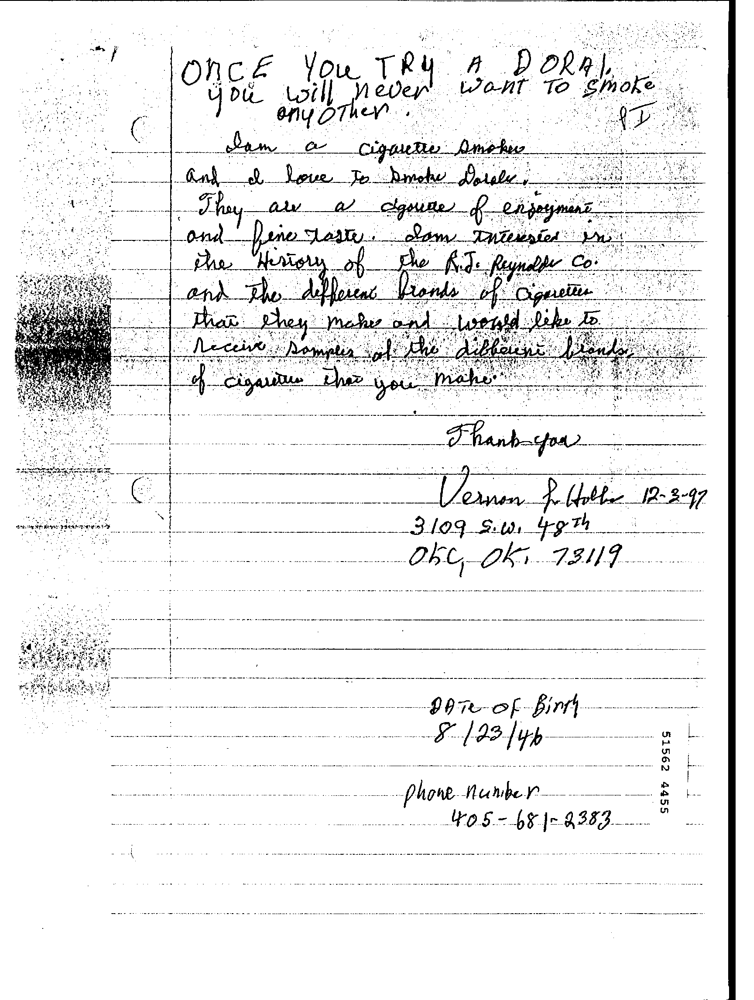 ONCE You TRY A DORAL
you will never want To smoke
any OTher.
PI
I am a cigarette smoker
and I love to smoke Dorals.
They are a cigarette of enjoyment
and fine taste. I am Interested in
the History of the R.J. Reynolds Co.
and the different brands of cigarettes
that they make and would like to
receive samples of the different brands,
of cigarettes that you make.
Thank you
Vernon 12-3-97
3109 S.W. 48Th
OKC, OK. 73119
DATE OF Birth
8/23/46
phone number
405-681-2383
51562 4455